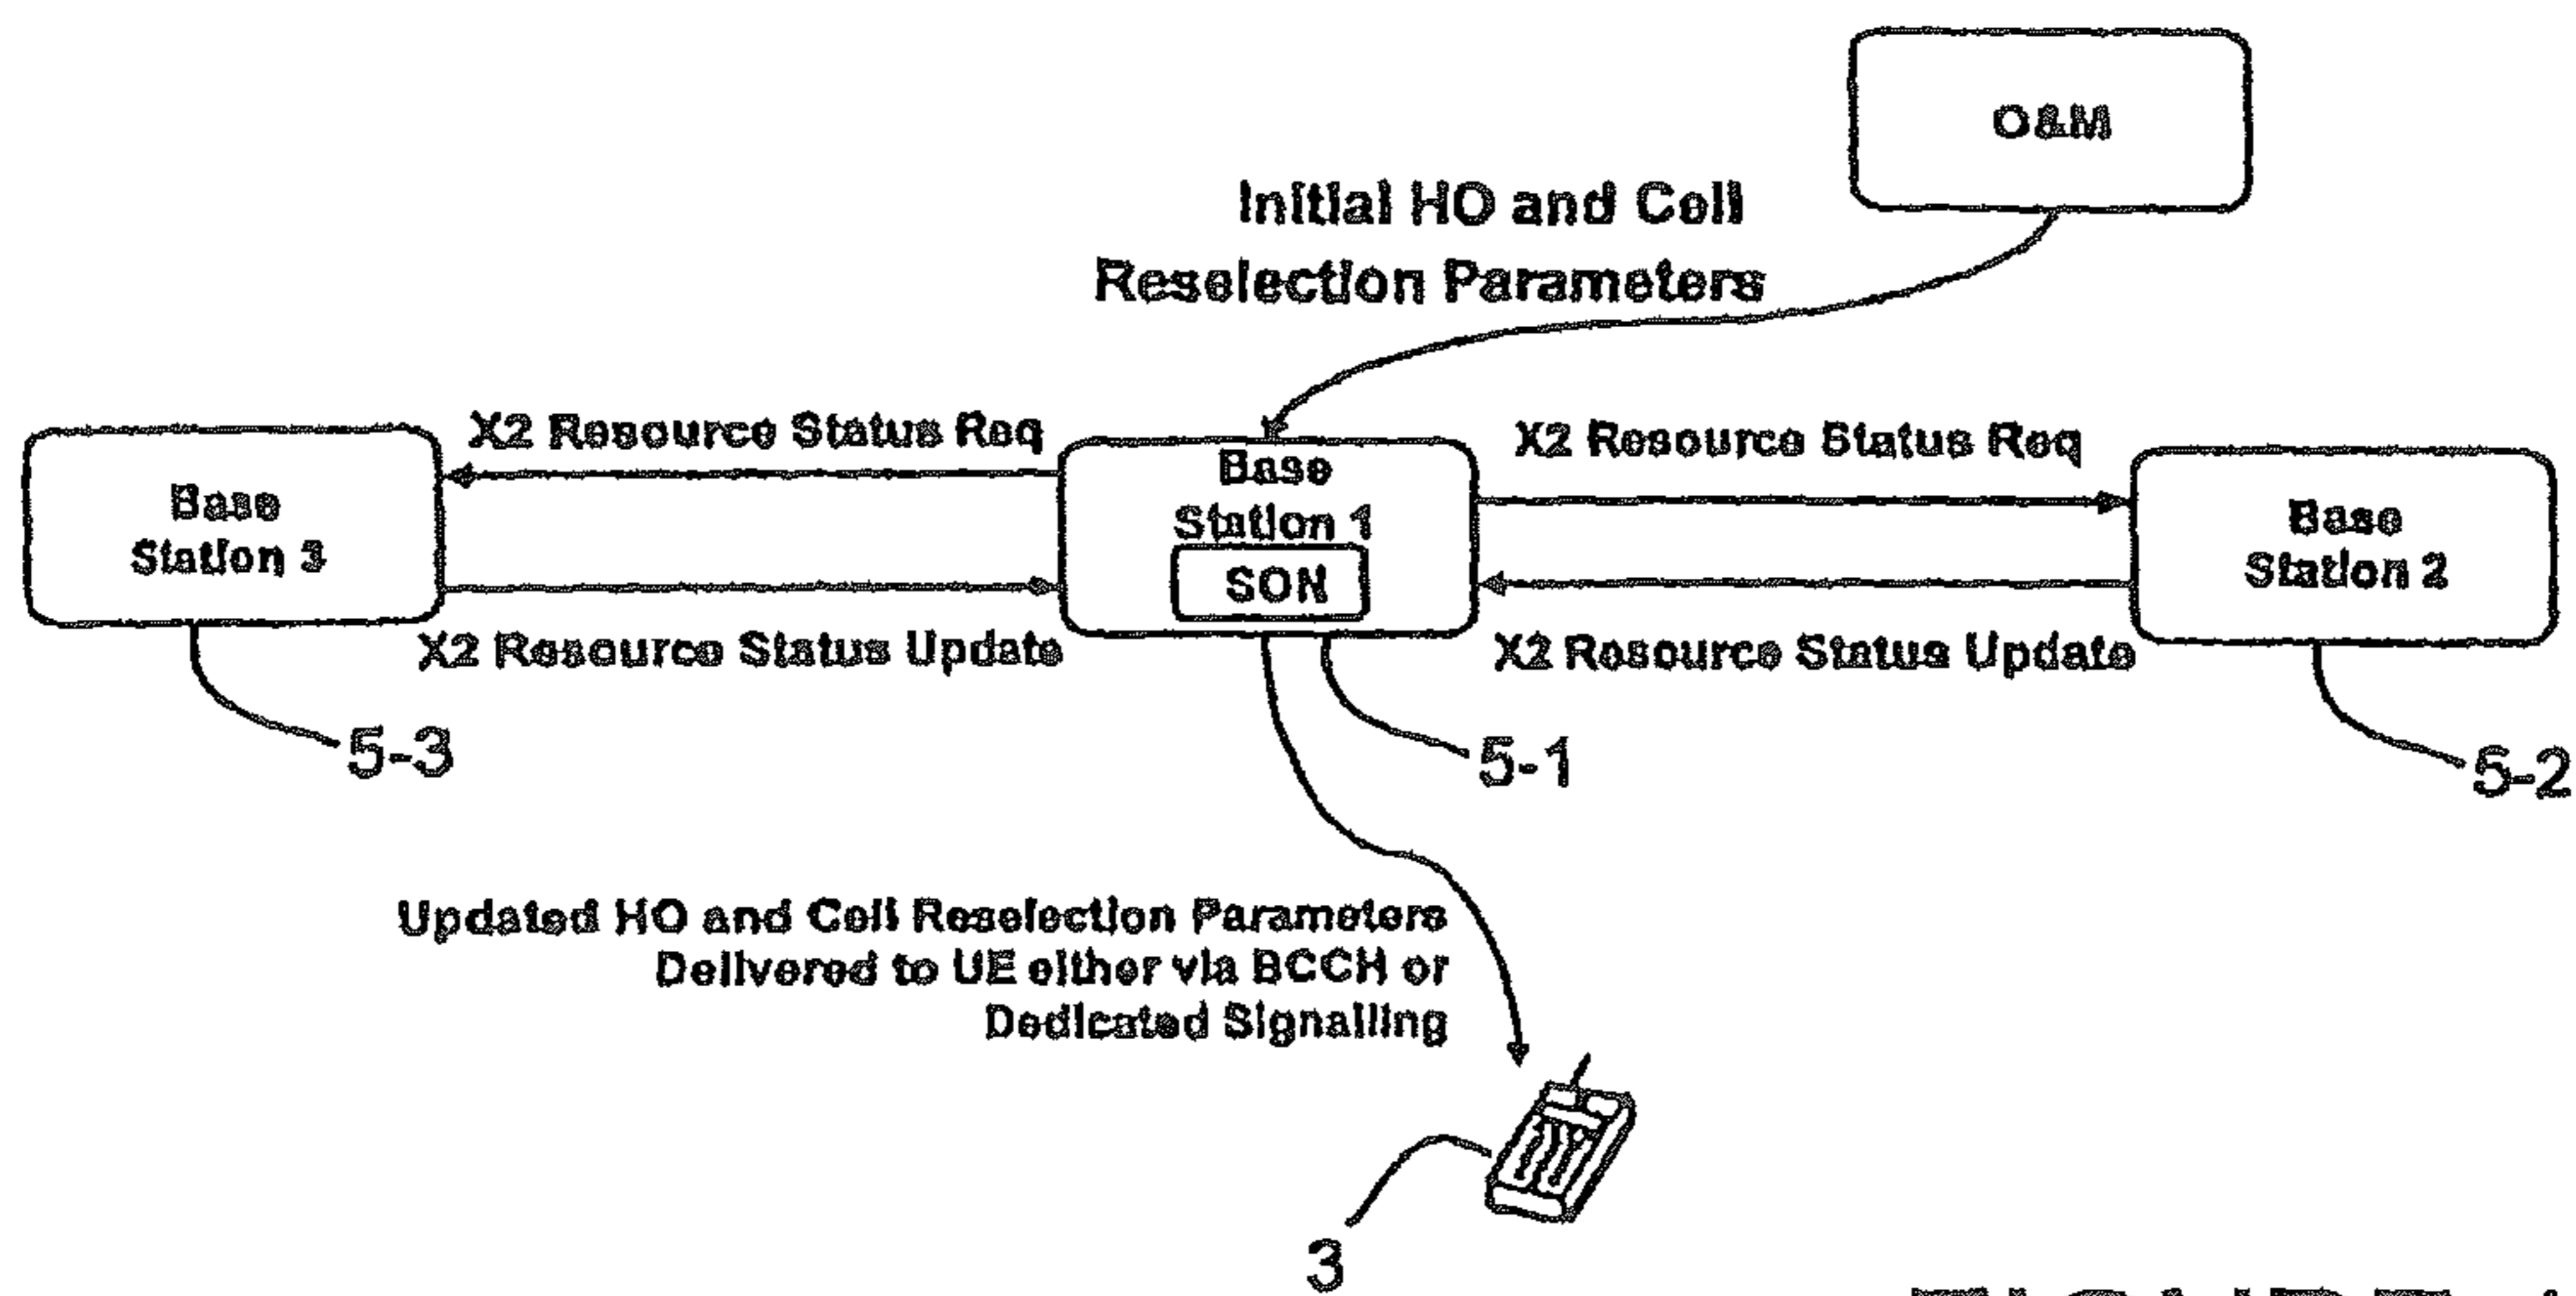 O&M
Initial HO and Cell
Reselection Parameters
X2 Resource Status Req
X2 Resource Status Req
Base
Station 3
Base
Station 1
SON
Base
Station 2
X2 Resource Status Update
X2 Resource Status Update
5-3
5-1
5-2
Updated HO and Cell Reselection Parameters
Delivered to UE either via BCCH or
Dedicated Signalling
3